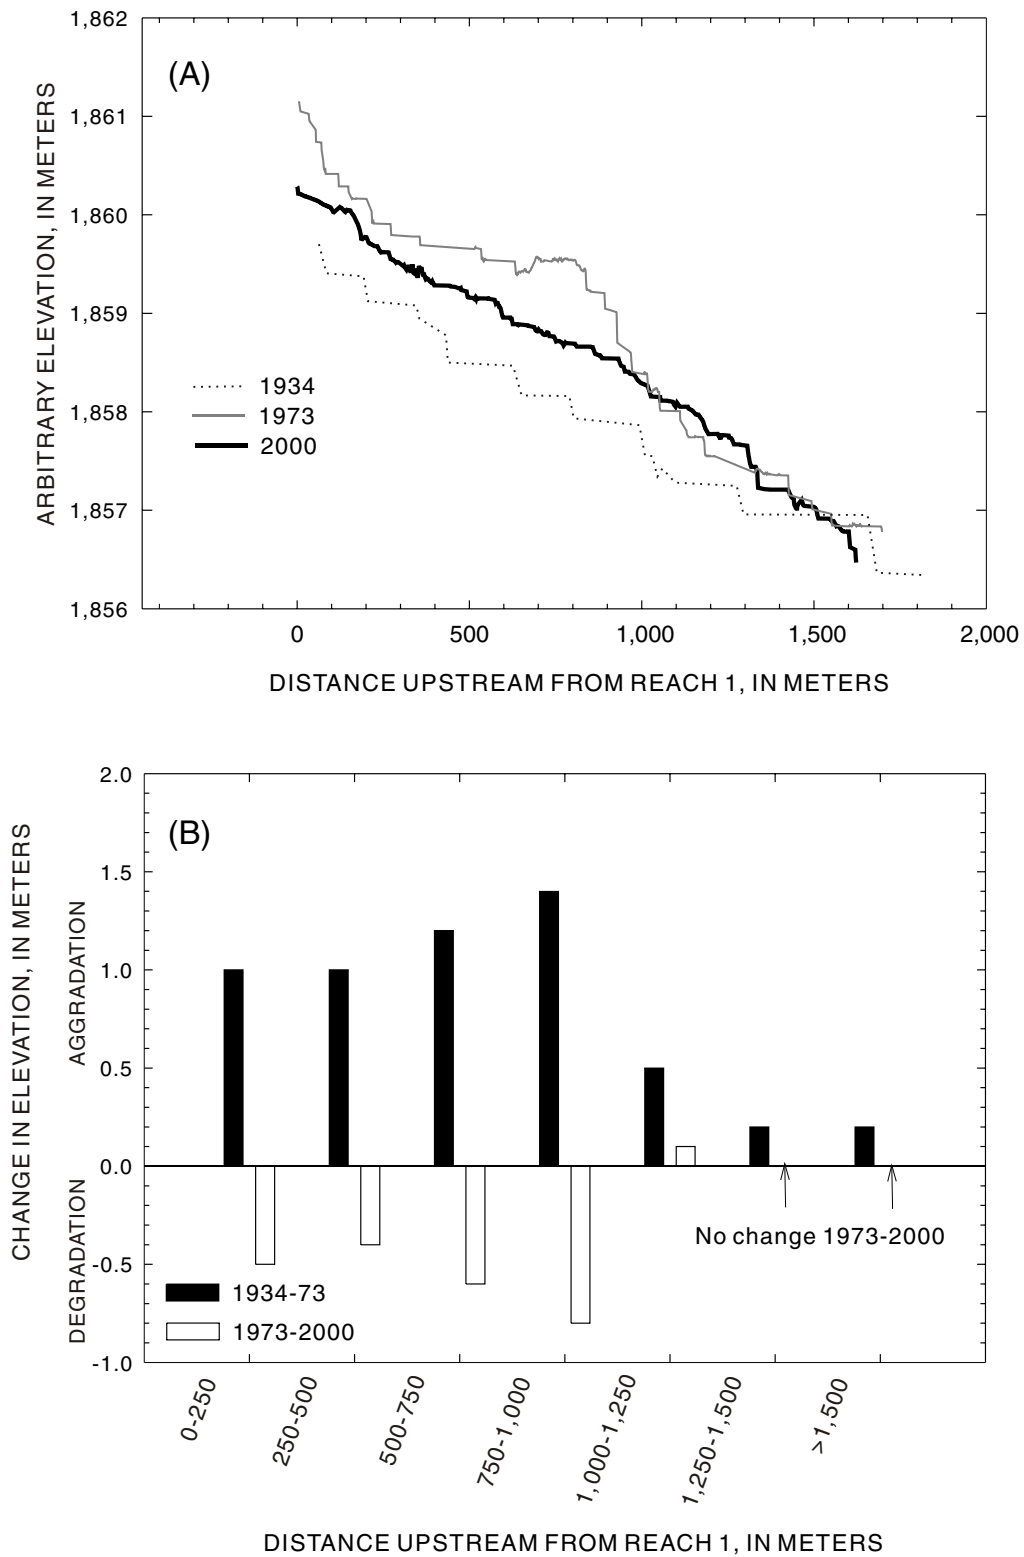 1,862
(A)
1,861
1,860
1,859
1,858
1,857
1,856
ARBITRARY ELEVATION, IN METERS
1934
1973
2000
0 500 1,000 1,500 2,000
DISTANCE UPSTREAM FROM REACH 1, IN METERS
2.0
(B)
1.5
1.0
0.5
0.0
-0.5
-1.0
CHANGE IN ELEVATION, IN METERS
AGGRADATION
DEGRADATION
No change 1973-2000
1934-73
1973-2000
0-250
250-500
500-750
750-1,000
1,000-1,250
1,250-1,500
>1,500
DISTANCE UPSTREAM FROM REACH 1, IN METERS